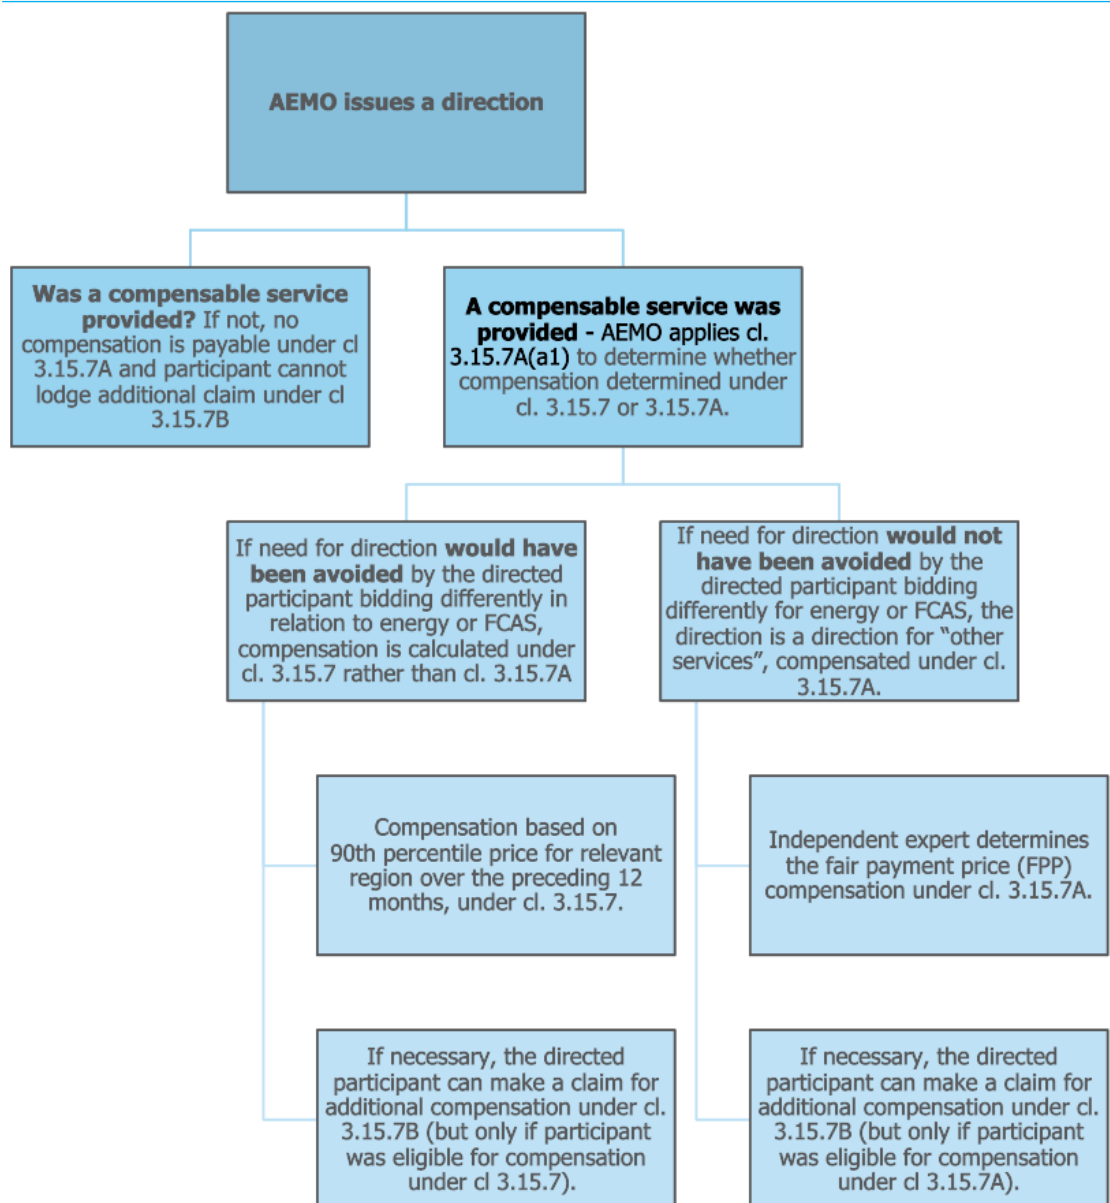 AEMO issues a direction
Was a compensable service
provided? If not, no
compensation is payable under cl
3.15.7A and participant cannot
lodge additional claim under cl
3.15.7B
A compensable service was
provided - AEMO applies cl.
3.15.7A(a1) to determine whether
compensation determined under
cl. 3.15.7 or 3.15.7A.
If need for direction would have
been avoided by the directed
participant bidding differently in
relation to energy or FCAS,
compensation is calculated under
cl. 3.15.7 rather than cl. 3.15.7A
If need for direction would not
have been avoided by the
directed participant bidding
differently for energy or FCAS, the
direction is a direction for “other
services”, compensated under cl.
3.15.7A.
Compensation based on
90th percentile price for relevant
region over the preceding 12
months, under cl. 3.15.7.
Independent expert determines
the fair payment price (FPP)
compensation under cl. 3.15.7A.
If necessary, the directed
participant can make a claim for
additional compensation under cl.
3.15.7B (but only if participant
was eligible for compensation
under cl 3.15.7).
If necessary, the directed
participant can make a claim for
additional compensation under cl.
3.15.7B (but only if participant
was eligible for compensation
under cl 3.15.7A).